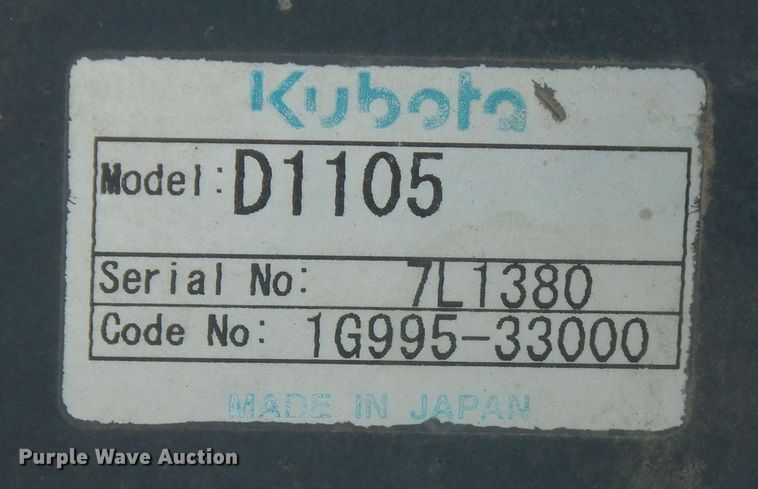 Kubota
Model: D1105
Serial No: 7L1380
Code No: 1G995-33000
MADE IN JAPAN
Purple Wave Auction